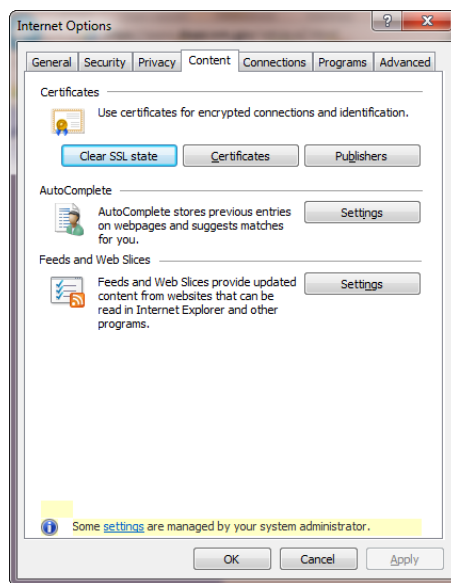 Internet Options
General Security Privacy Content Connections Programs Advanced
Certificates
Use certificates for encrypted connections and identification.
Clear SSL state Certificates Publishers
AutoComplete
AutoComplete stores previous entries
on webpages and suggests matches
for you.
Settings
Feeds and Web Slices
Feeds and Web Slices provide updated
content from websites that can be
read in Internet Explorer and other
programs.
Settings
Some settings are managed by your system administrator.
OK Cancel Apply